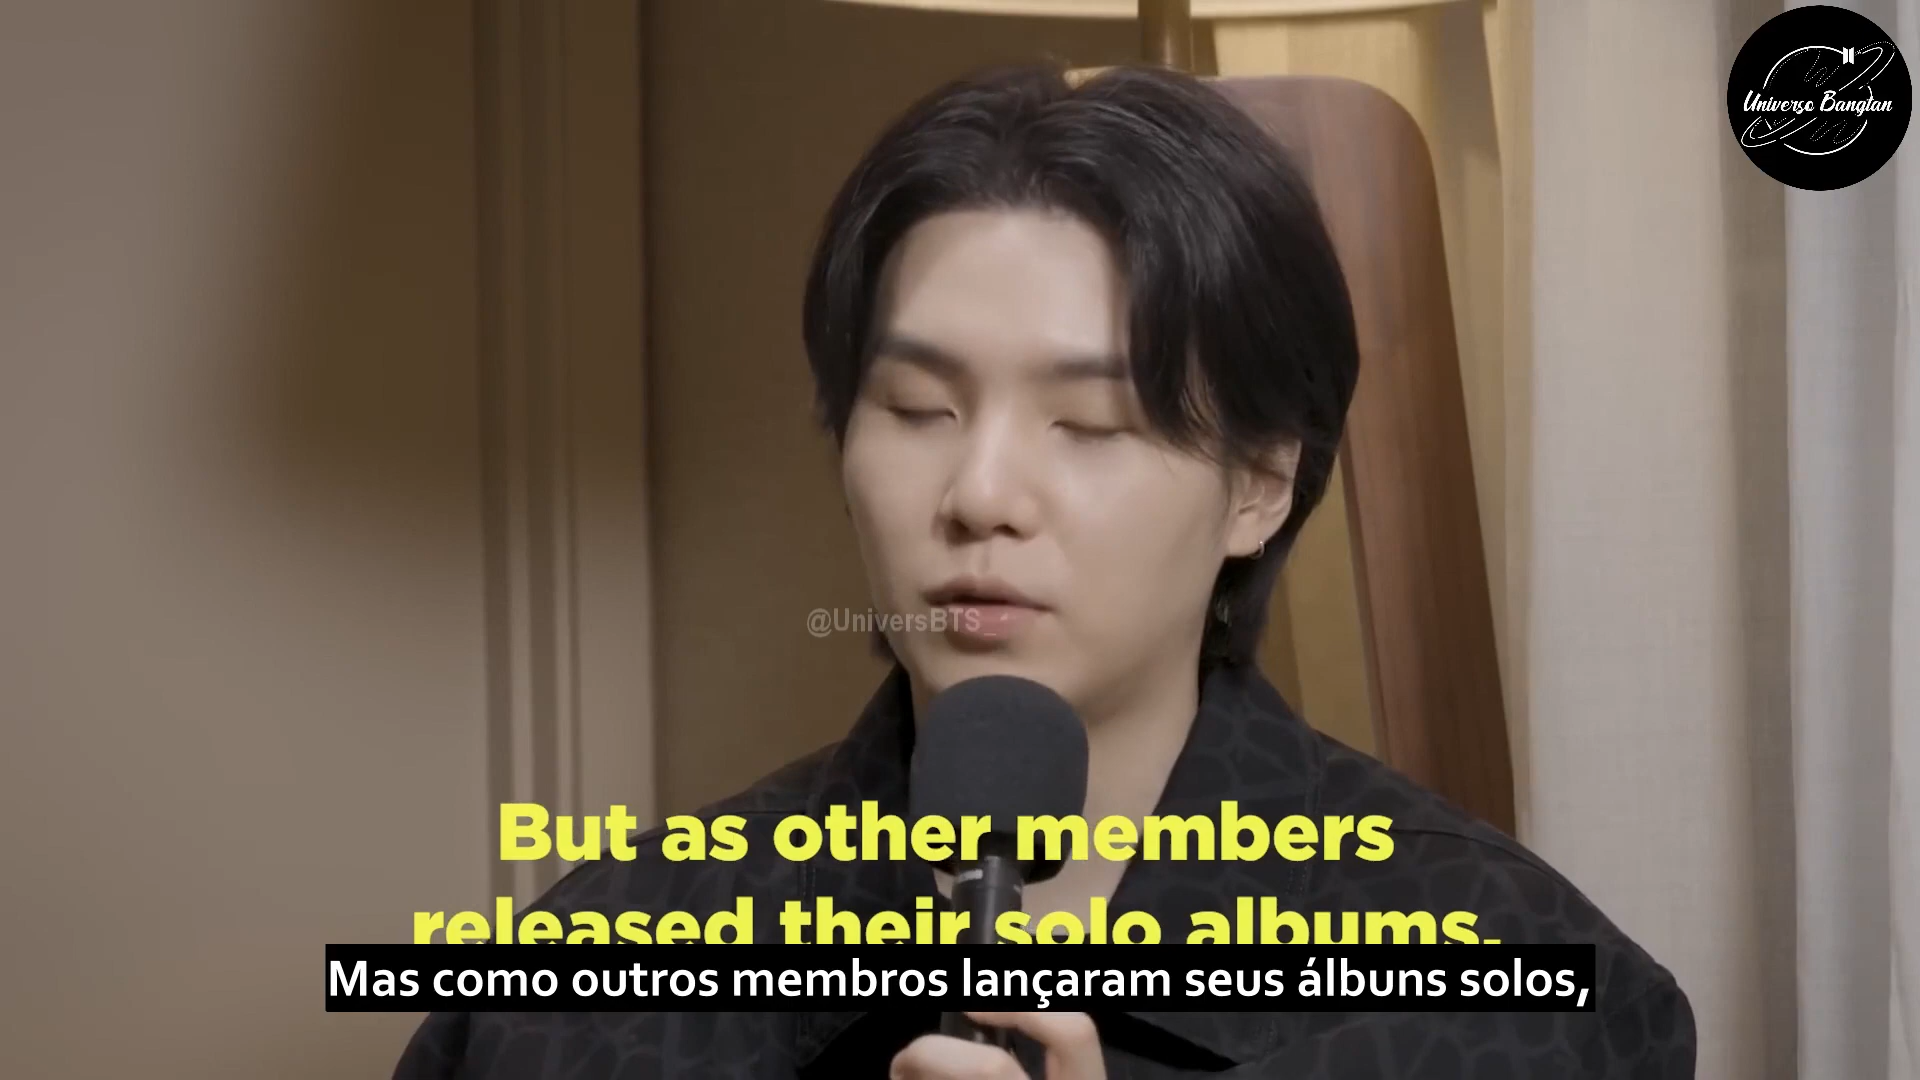 Universo Bangtan
@UniversBTS_
But as other members
released their solo albums,
Mas como outros membros lançaram seus álbuns solos,